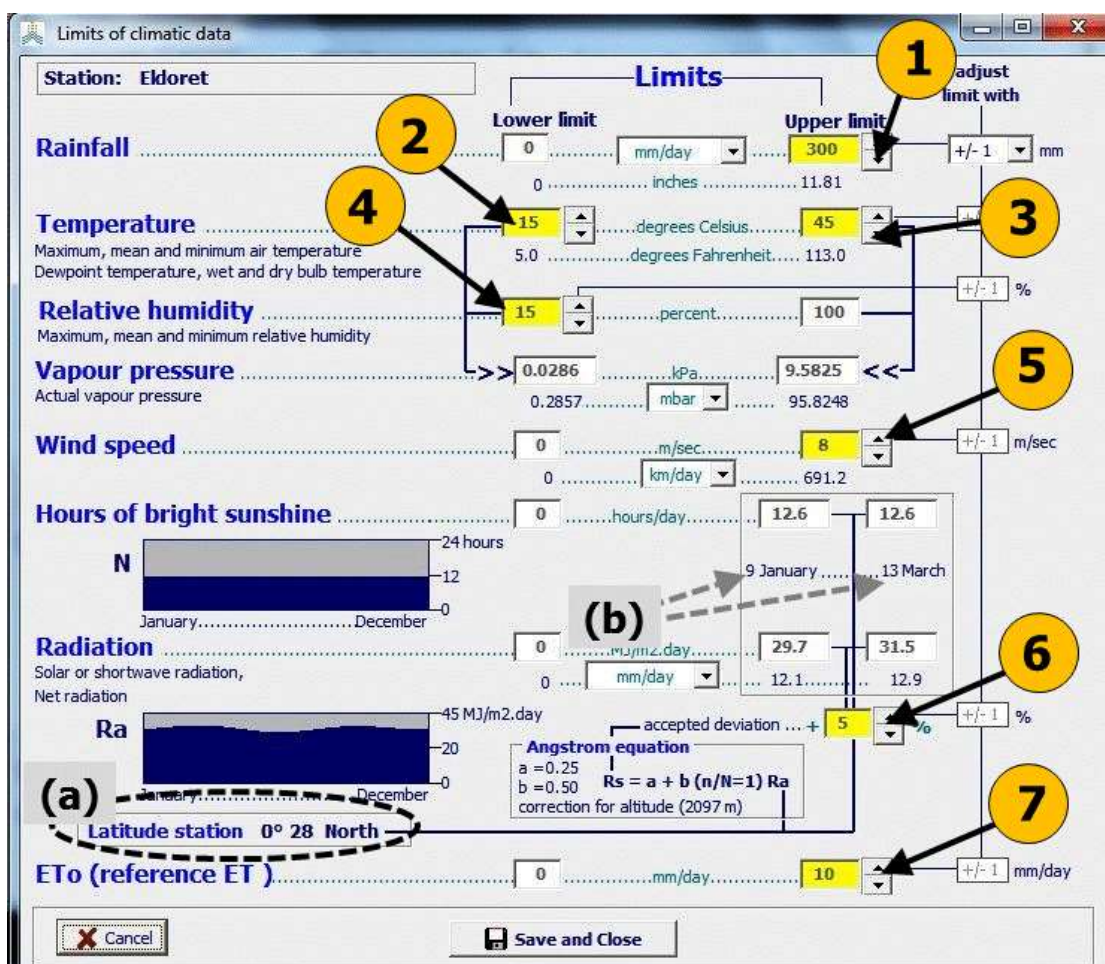 Limits of climatic data
Station: Eldoret
Limits
adjust
limit with
1
Lower limit
Upper limit
2
Rainfall 0 mm/day 300 +/- 1 mm
0 inches 11.81
4
3
Temperature 15 degrees Celsius 45
Maximum, mean and minimum air temperature
5.0 degrees Fahrenheit 113.0
Dewpoint temperature, wet and dry bulb temperature
+/- 1 %
Relative humidity 15 percent 100
Maximum, mean and minimum relative humidity
Vapour pressure >> 0.0286 kPa 9.5825 <<
Actual vapour pressure
0.2857 mbar 95.8248
5
Wind speed 0 m/sec 8 +/- 1 m/sec
0 km/day 691.2
Hours of bright sunshine 0 hours/day 12.6 12.6
N
24 hours
12
0
January December
9 January 13 March
(b)
Radiation 0 MJ/m2.day 29.7 31.5
Solar or shortwave radiation,
Net radiation
0 mm/day 12.1 12.9
6
Ra
45 MJ/m2.day
20
0
January December
accepted deviation ... + 5 % +/- 1 %
Angstrom equation
a =0.25
b =0.50
Rs = a + b (n/N=1) Ra
correction for altitude (2097 m)
(a)
Latitude station 0° 28 North
7
ETo (reference ET ) 0 mm/day 10 +/- 1 mm/day
Cancel
Save and Close